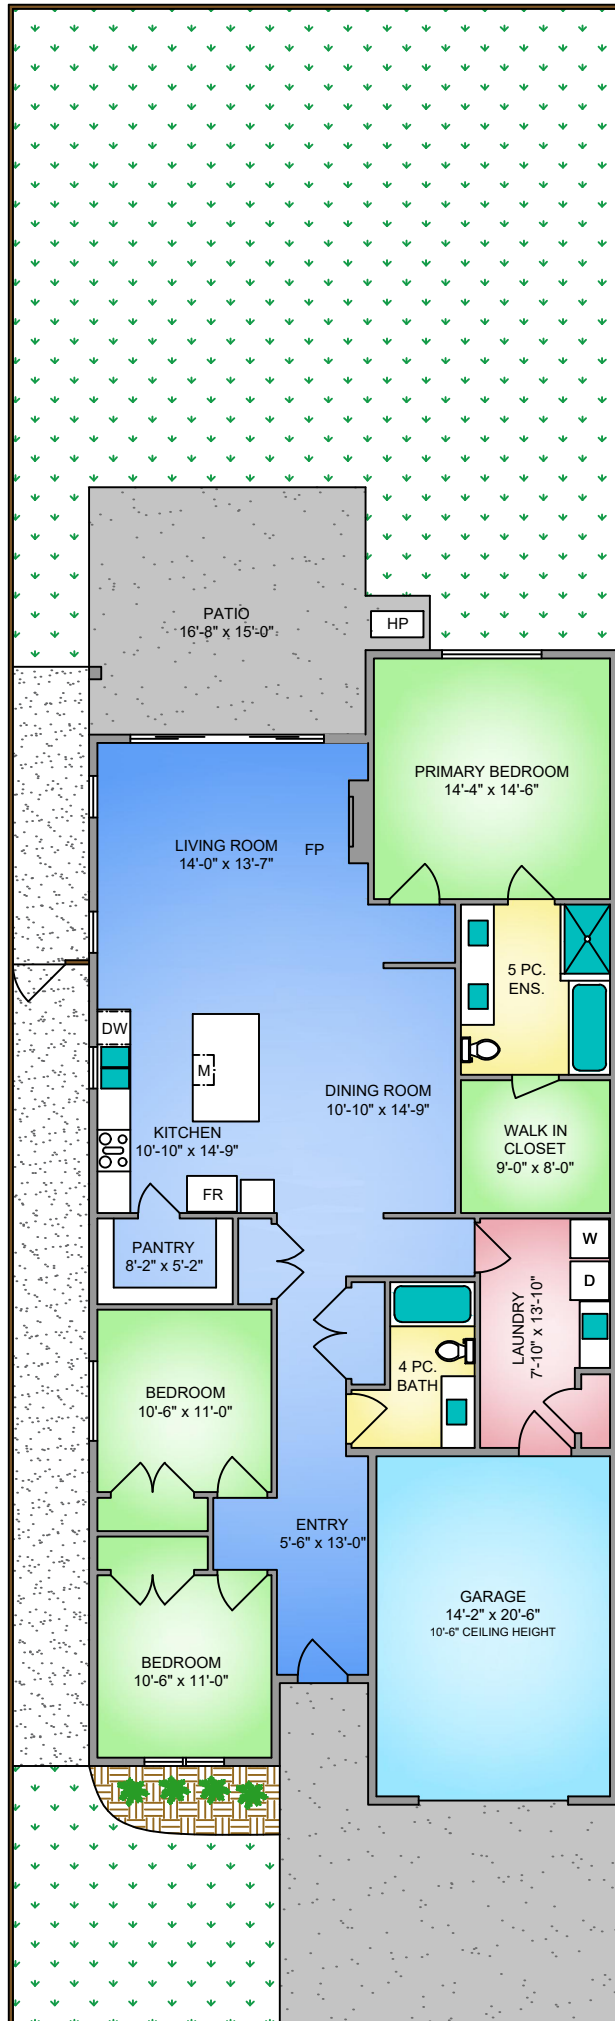 PATIO
16'-8" x 15'-0"
HP
PRIMARY BEDROOM
14'-4" x 14'-6"
LIVING ROOM
14'-0" x 13'-7"
FP
5 PC.
ENS.
DW
M
DINING ROOM
10'-10" x 14'-9"
KITCHEN
10'-10" x 14'-9"
WALK IN
CLOSET
9'-0" x 8'-0"
FR
PANTRY
8'-2" x 5'-2"
W
D
LAUNDRY
7'-10" x 13'-10"
4 PC.
BATH
BEDROOM
10'-6" x 11'-0"
ENTRY
5'-6" x 13'-0"
GARAGE
14'-2" x 20'-6"
10'-6" CEILING HEIGHT
BEDROOM
10'-6" x 11'-0"